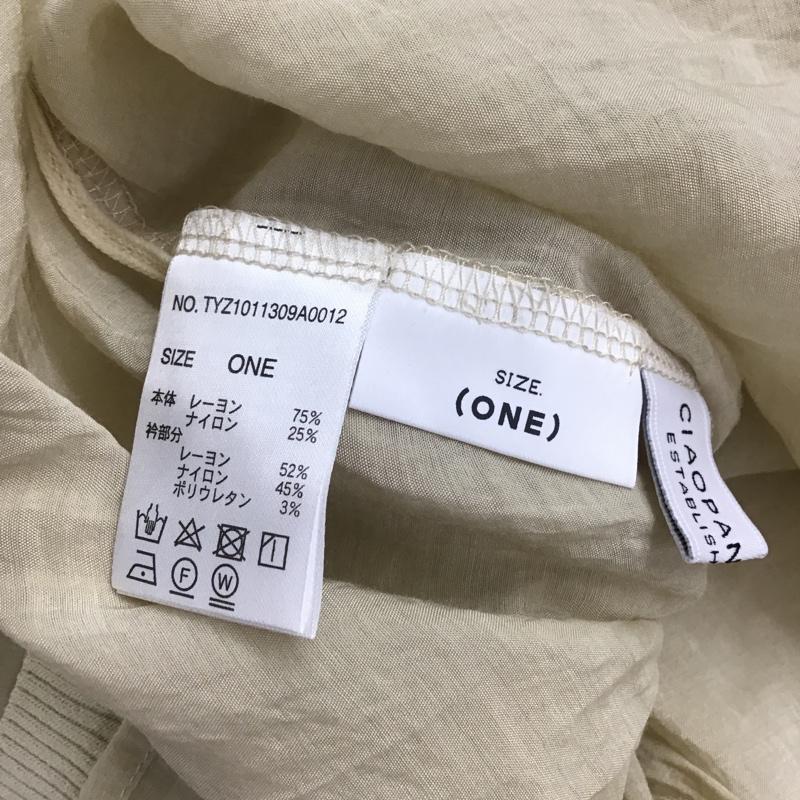 NO. TYZ1011309A0012
SIZE ONE
本体 レーヨン 75%
ナイロン 25%
衿部分
レーヨン 52%
ナイロン 45%
ポリウレタン 3%
F W
SIZE.
(ONE)
CIAOPAN
ESTABLISH